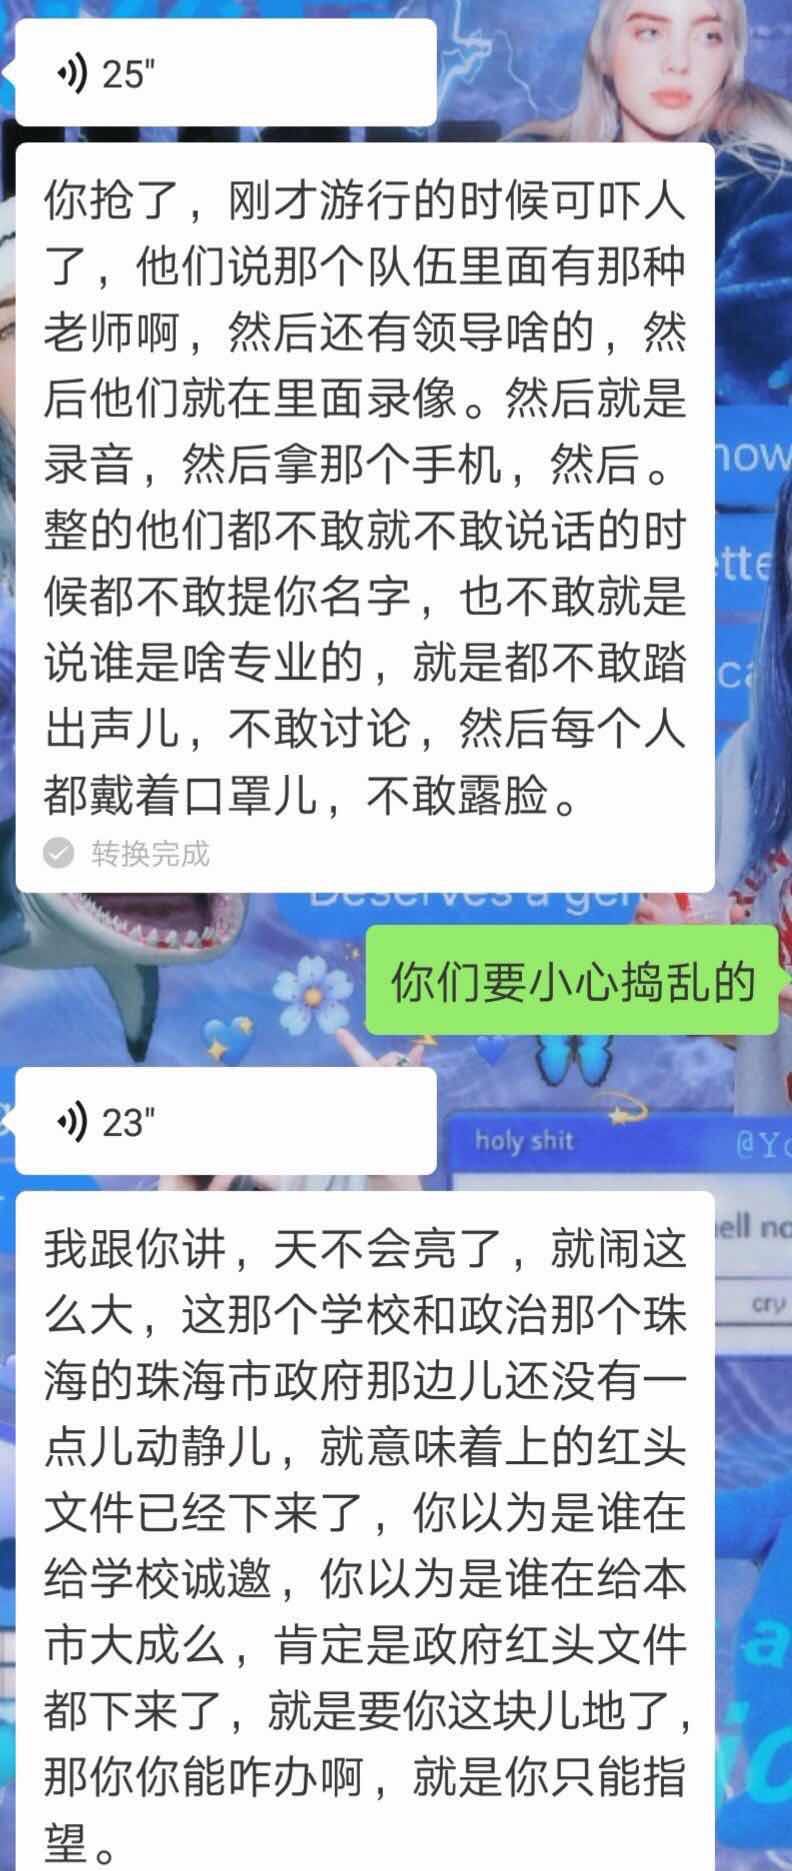 25"
你抢了，刚才游行的时候可吓人
了，他们说那个队伍里面有那种
老师啊，然后还有领导啥的，然
后他们就在里面录像。然后就是
录音，然后拿那个手机，然后。
整的他们都不敢就不敢说话的时
候都不敢提你名字，也不敢就是
说谁是啥专业的，就是都不敢踏
出声儿，不敢讨论，然后每个人
都戴着口罩儿，不敢露脸。
转换完成
你们要小心捣乱的
23"
holy shit
我跟你讲，天不会亮了，就闹这
么大，这那个学校和政治那个珠
海的珠海市政府那边儿还没有一
点儿动静儿，就意味着上的红头
文件已经下来了，你以为是谁在
给学校诚邀，你以为是谁在给本
市大成么，肯定是政府红头文件
都下来了，就是要你这块儿地了，
那你你能咋办啊，就是你只能指
望。
cry